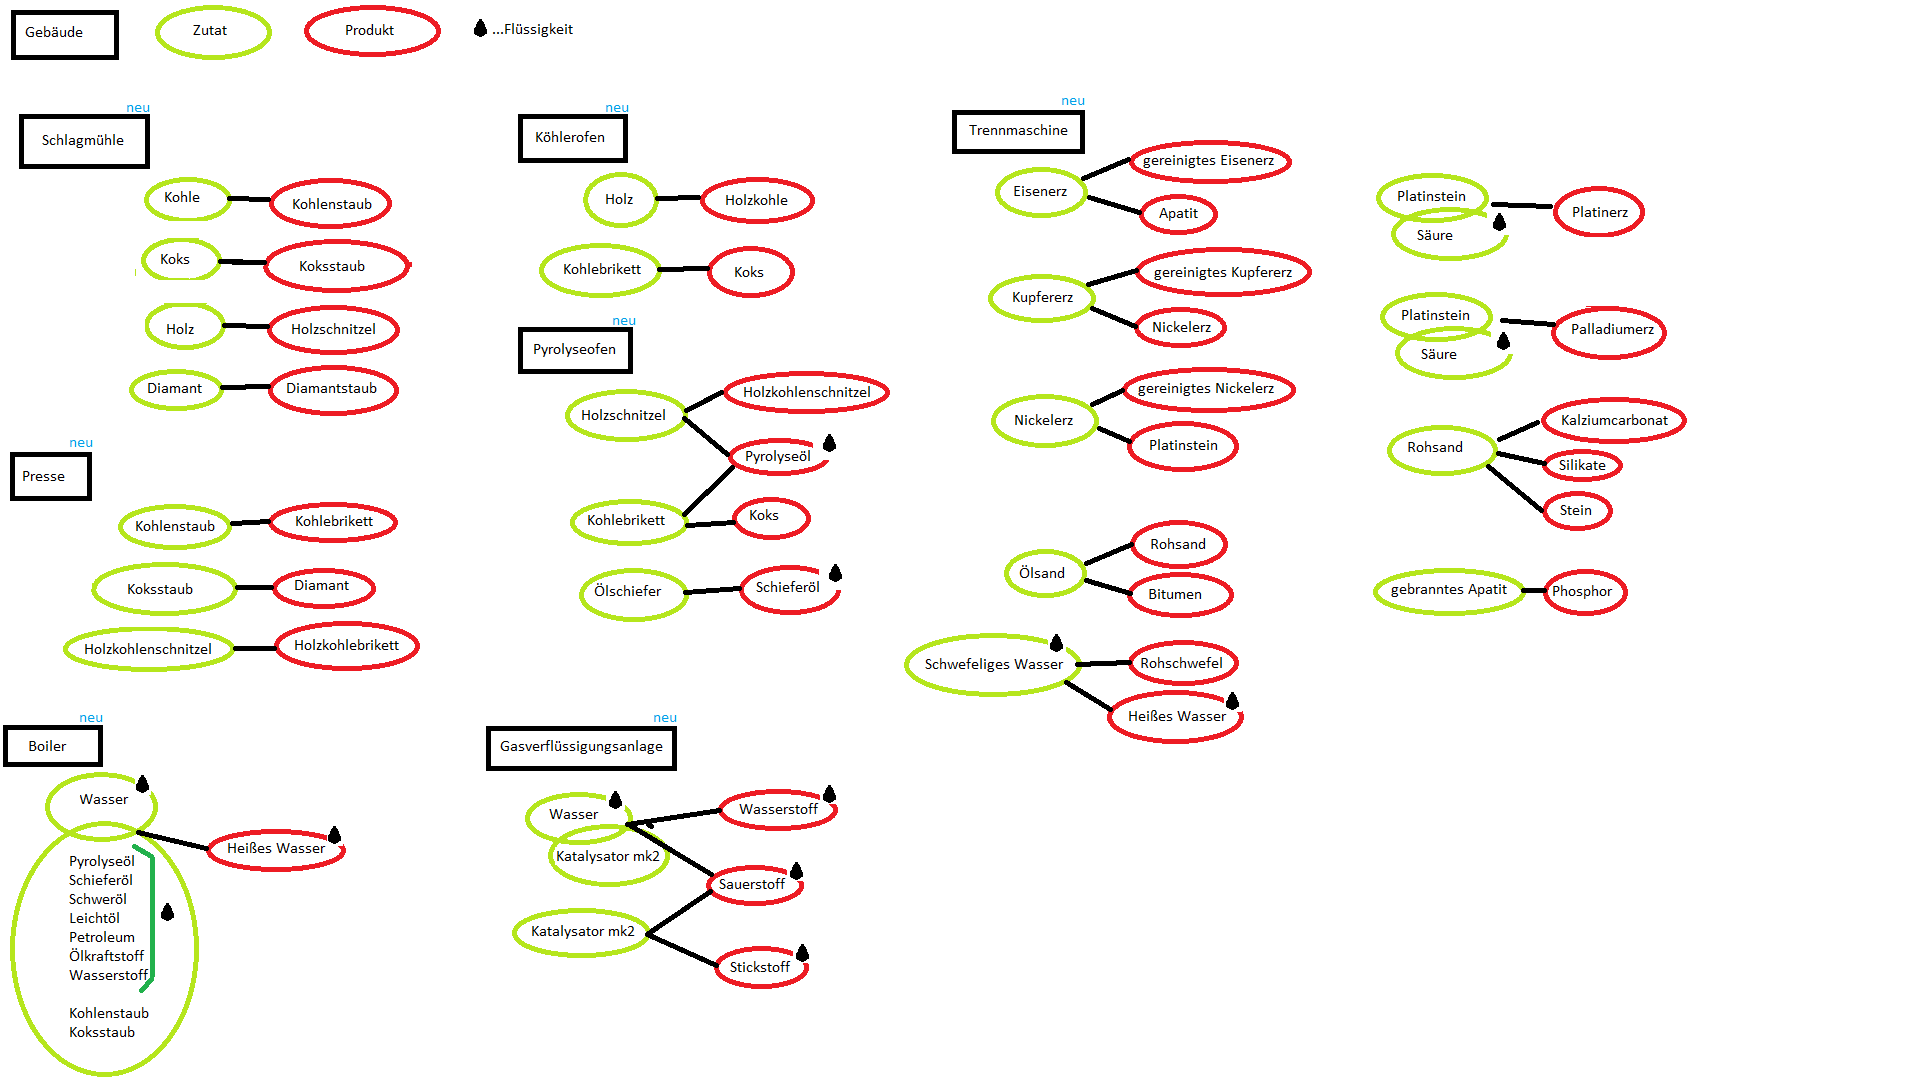 Gebäude
Zutat
Produkt
...Flüssigkeit
neu
Schlagmühle
Kohle
Kohlenstaub
Koks
Koksstaub
Holz
Holzschnitzel
Diamant
Diamantstaub
neu
Presse
Kohlenstaub
Kohlebrikett
Koksstaub
Diamant
Holzkohlenschnitzel
Holzkohlebrikett
neu
Boiler
Wasser
Heißes Wasser
Pyrolyseöl
Schieferöl
Schweröl
Leichtöl
Petroleum
Ölkraftstoff
Wasserstoff
Kohlenstaub
Koksstaub
neu
Köhlerofen
Holz
Holzkohle
Kohlebrikett
Koks
neu
Pyrolyseofen
Holzschnitzel
Holzkohlenschnitzel
Pyrolyseöl
Kohlebrikett
Koks
Ölschiefer
Schieferöl
neu
Gasverflüssigungsanlage
Wasser
Katalysator mk2
Wasserstoff
Sauerstoff
Katalysator mk2
Stickstoff
neu
Trennmaschine
Eisenerz
gereinigtes Eisenerz
Apatit
Kupfererz
gereinigtes Kupfererz
Nickelerz
Nickelerz
gereinigtes Nickelerz
Platinstein
Ölsand
Rohsand
Bitumen
Schwefeliges Wasser
Rohschwefel
Heißes Wasser
Platinstein
Säure
Platinerz
Platinstein
Säure
Palladiumerz
Rohsand
Kalziumcarbonat
Silikate
Stein
gebranntes Apatit
Phosphor